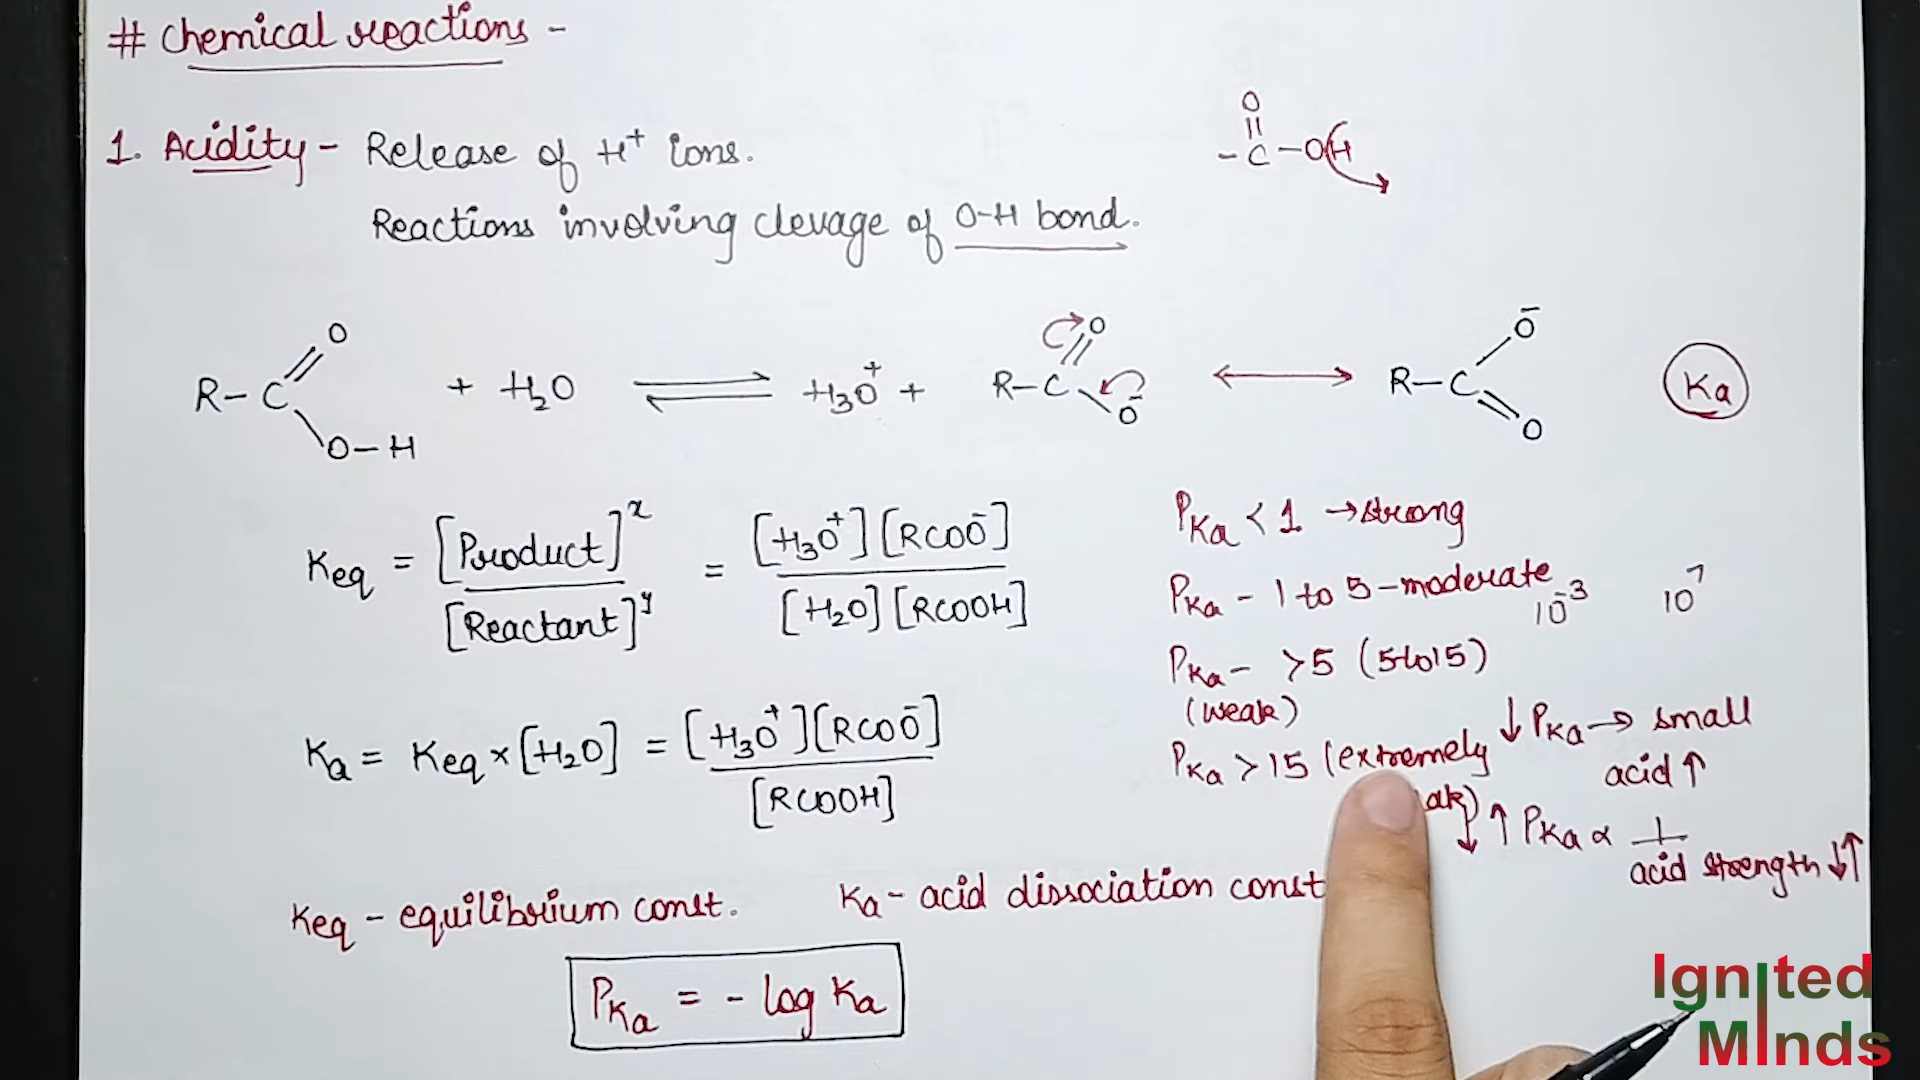 # Chemical reactions -
1. Acidity - Release of H⁺ ions.
Reactions involving clevage of O-H bond.
O
||
- C - OH
R-C O O-H + H₂O ⇌ H₃O⁺ + R-C O O⁻ ↔ R-C O⁻ O
Ka
Keq = [Product]ˣ / [Reactant]ʸ = [H₃O⁺][RCOO⁻] / [H₂O][RCOOH]
Ka = Keq × [H₂O] = [H₃O⁺][RCOO⁻] / [RCOOH]
Keq - equilibrium const.
Ka - acid dissociation const
PKa = - log Ka
PKa < 1 → strong
PKa - 1 to 5 - moderate
10⁻³ 10⁷
PKa - >5 (5 to 15)
(weak)
PKa > 15 (extremely
↓ PKa → small
acid ↑
↓ ↑ PKa ∝ 1 / acid strength ↓↑
Ignited
Minds